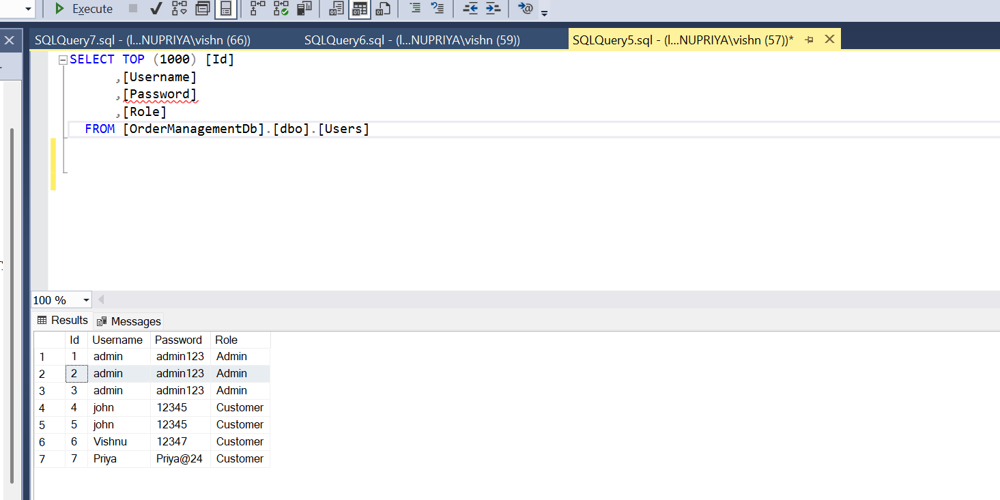 Execute
SQLQuery7.sql - (l...NUPRIYA\vishn (66)) SQLQuery6.sql - (l...NUPRIYA\vishn (59)) SQLQuery5.sql - (l...NUPRIYA\vishn (57))*
SELECT TOP (1000) [Id]
,[Username]
,[Password]
,[Role]
FROM [OrderManagementDb].[dbo].[Users]
100 %
Results Messages
Id Username Password Role
1 1 admin admin123 Admin
2 2 admin admin123 Admin
3 3 admin admin123 Admin
4 4 john 12345 Customer
5 5 john 12345 Customer
6 6 Vishnu 12347 Customer
7 7 Priya Priya@24 Customer